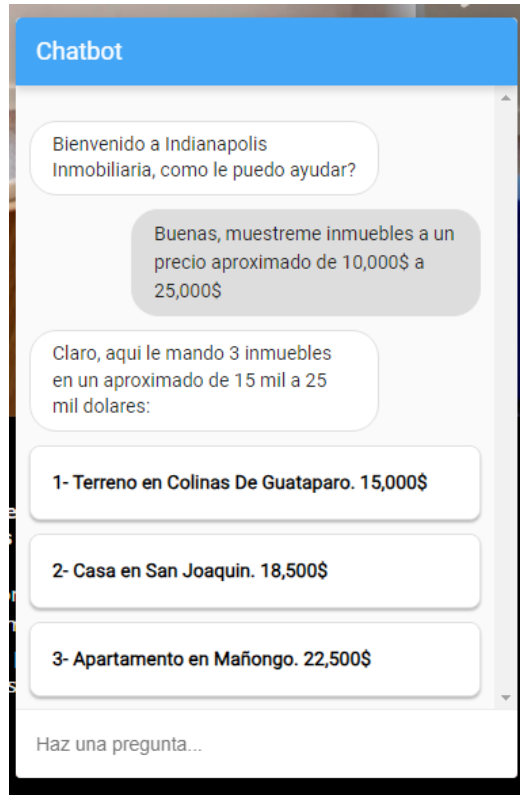 Chatbot
Bienvenido a Indianapolis
Inmobiliaria, como le puedo ayudar?
Buenas, muestreme inmuebles a un
precio aproximado de 10,000$ a
25,000$
Claro, aqui le mando 3 inmuebles
en un aproximado de 15 mil a 25
mil dolares:
1- Terreno en Colinas De Guataparo. 15,000$
2- Casa en San Joaquin. 18,500$
3- Apartamento en Mañongo. 22,500$
Haz una pregunta...